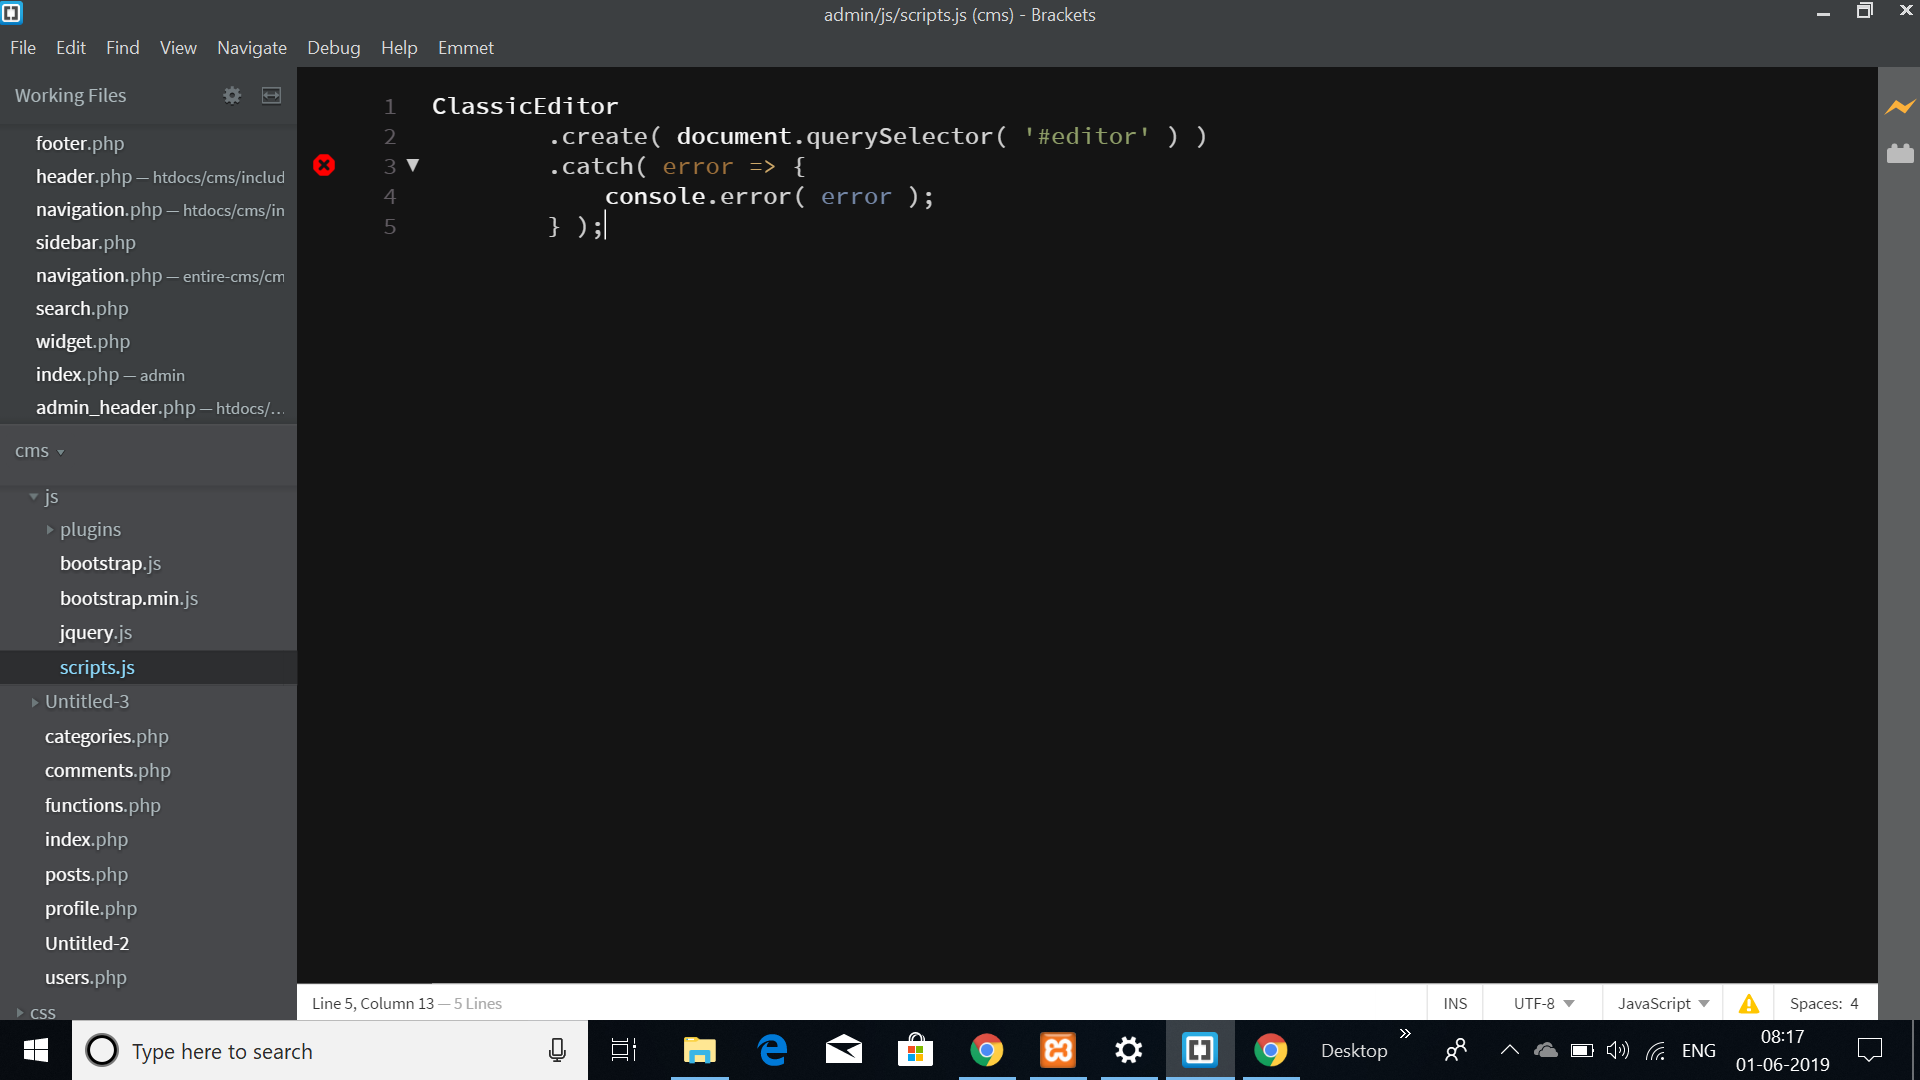 admin/js/scripts.js (cms) - Brackets
File Edit Find View Navigate Debug Help Emmet
Working Files
footer.php
header.php — htdocs/cms/includ
navigation.php — htdocs/cms/in
sidebar.php
navigation.php — entire-cms/cm
search.php
widget.php
index.php — admin
admin_header.php — htdocs/...
cms
js
plugins
bootstrap.js
bootstrap.min.js
jquery.js
scripts.js
Untitled-3
categories.php
comments.php
functions.php
index.php
posts.php
profile.php
Untitled-2
users.php
css
1 ClassicEditor
2 .create( document.querySelector( '#editor' ) )
3 .catch( error => {
4 console.error( error );
5 } );
Line 5, Column 13 — 5 Lines
INS UTF-8 JavaScript Spaces: 4
Type here to search
Desktop
ENG
08:17
01-06-2019